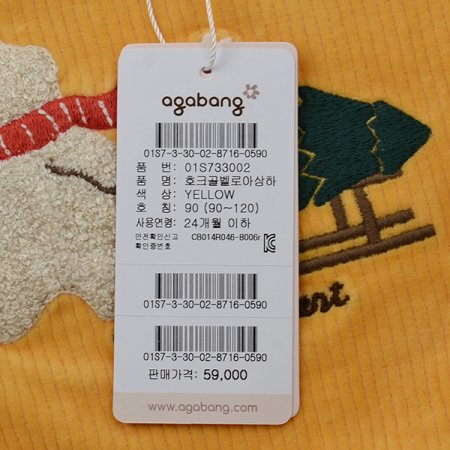 agabang
01S7-3-30-02-8716-0590
품 번: 01S733002
품 명: 호크골벨로아상하
색 상: YELLOW
호 칭: 90 (90~120)
사용연령: 24개월 이하
안전확인신고 CB014R046-8006r
확인증번호
01S7-3-30-02-8716-0590
01S7-3-30-02-8716-0590
판매가격: 59,000
www.agabang.com